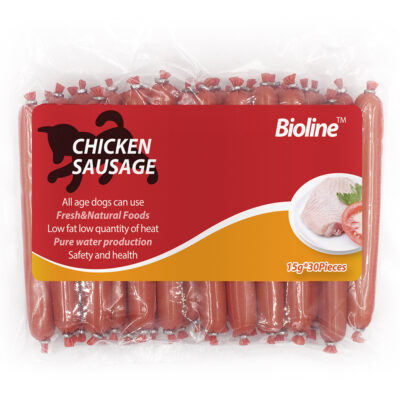 Bioline™
CHICKEN
SAUSAGE
All age dogs can use
Fresh&Natural Foods
Low fat low quantity of heat
Pure water production
Safety and health
15g*30Pieces